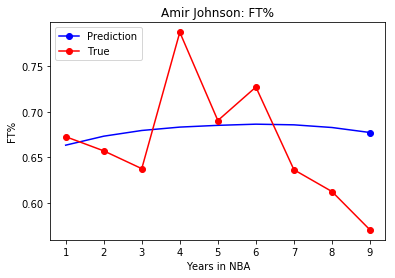 Amir Johnson: FT%
Prediction
True
FT%
0.75
0.70
0.65
0.60
1 2 3 4 5 6 7 8 9
Years in NBA